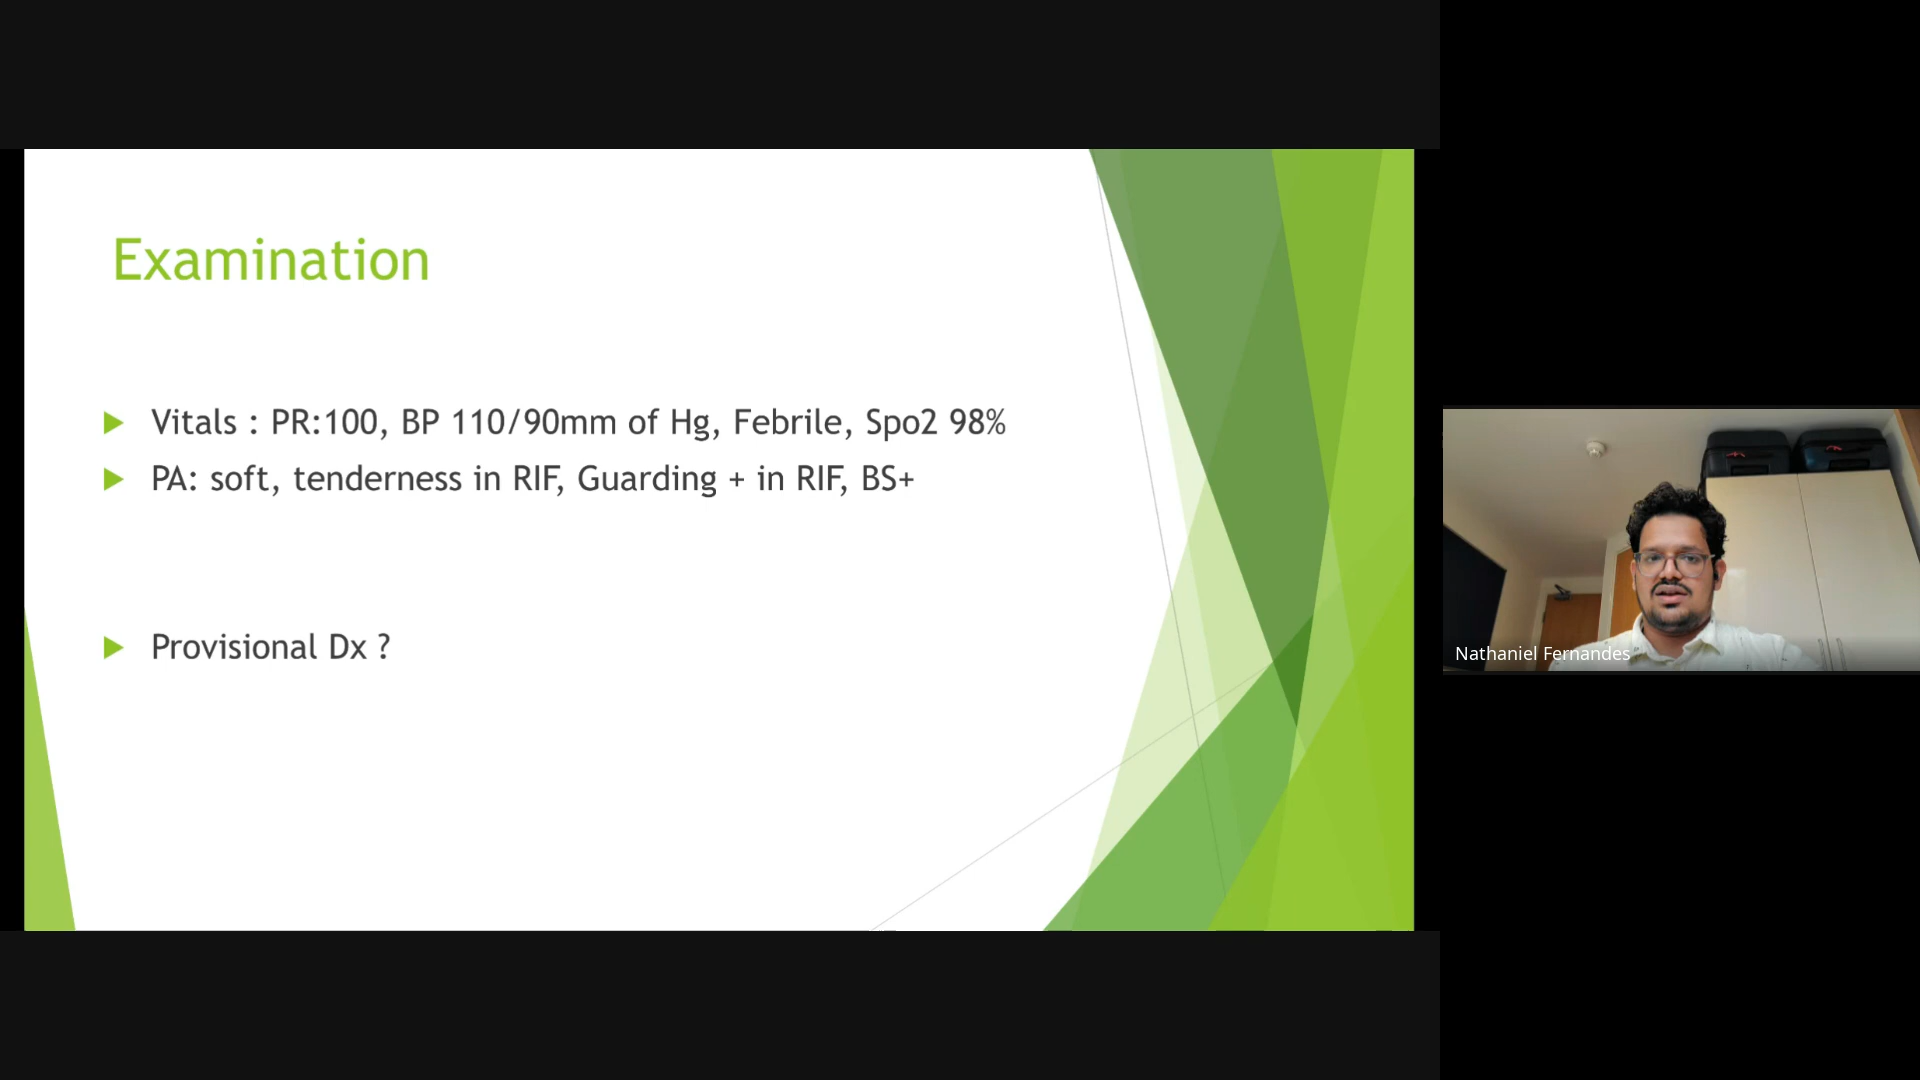 Examination
Vitals : PR:100, BP 110/90mm of Hg, Febrile, Spo2 98%
PA: soft, tenderness in RIF, Guarding + in RIF, BS+
Provisional Dx ?
Nathaniel Fernandes